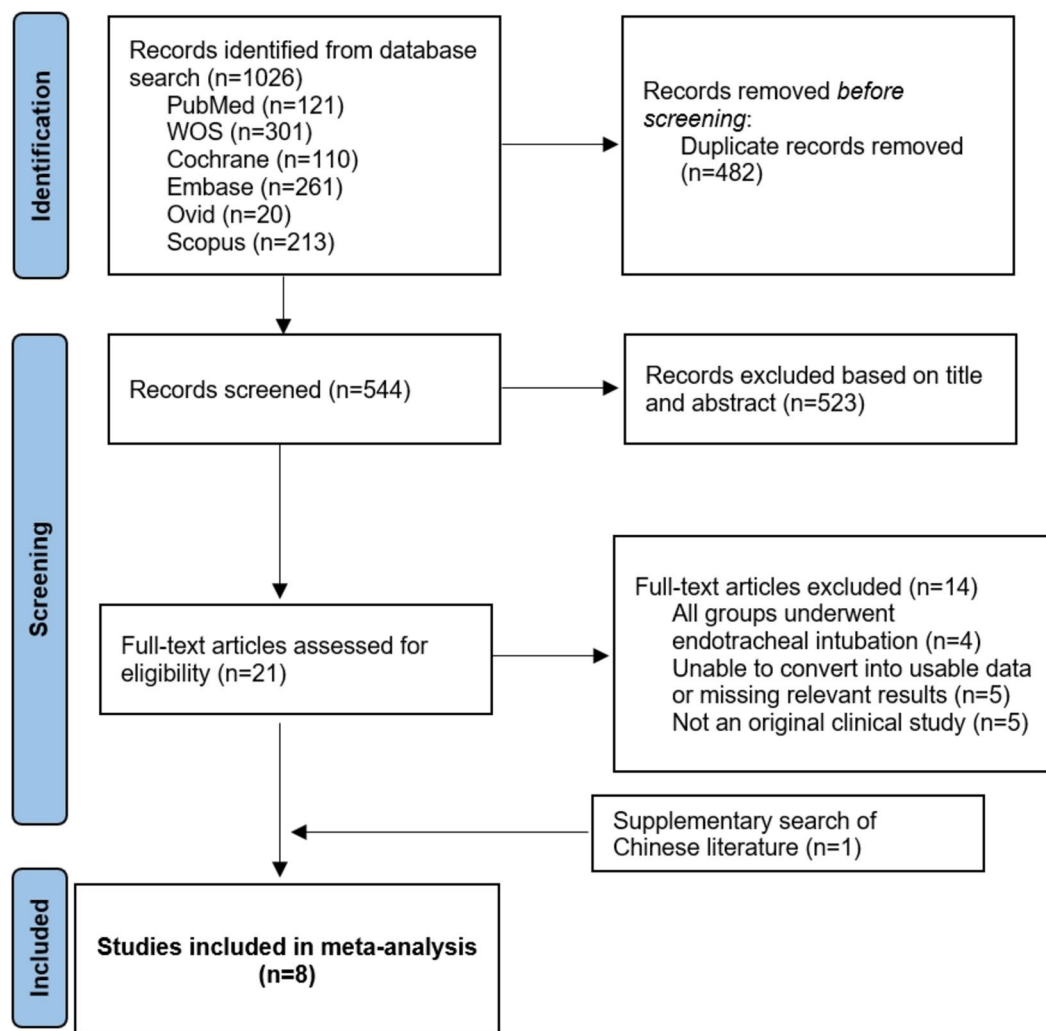 Identification
Records identified from database
search (n=1026)
PubMed (n=121)
WOS (n=301)
Cochrane (n=110)
Embase (n=261)
Ovid (n=20)
Scopus (n=213)
Records removed before
screening:
Duplicate records removed
(n=482)
Screening
Records screened (n=544)
Records excluded based on title
and abstract (n=523)
Full-text articles assessed for
eligibility (n=21)
Full-text articles excluded (n=14)
All groups underwent
endotracheal intubation (n=4)
Unable to convert into usable data
or missing relevant results (n=5)
Not an original clinical study (n=5)
Supplementary search of
Chinese literature (n=1)
Included
Studies included in meta-analysis
(n=8)